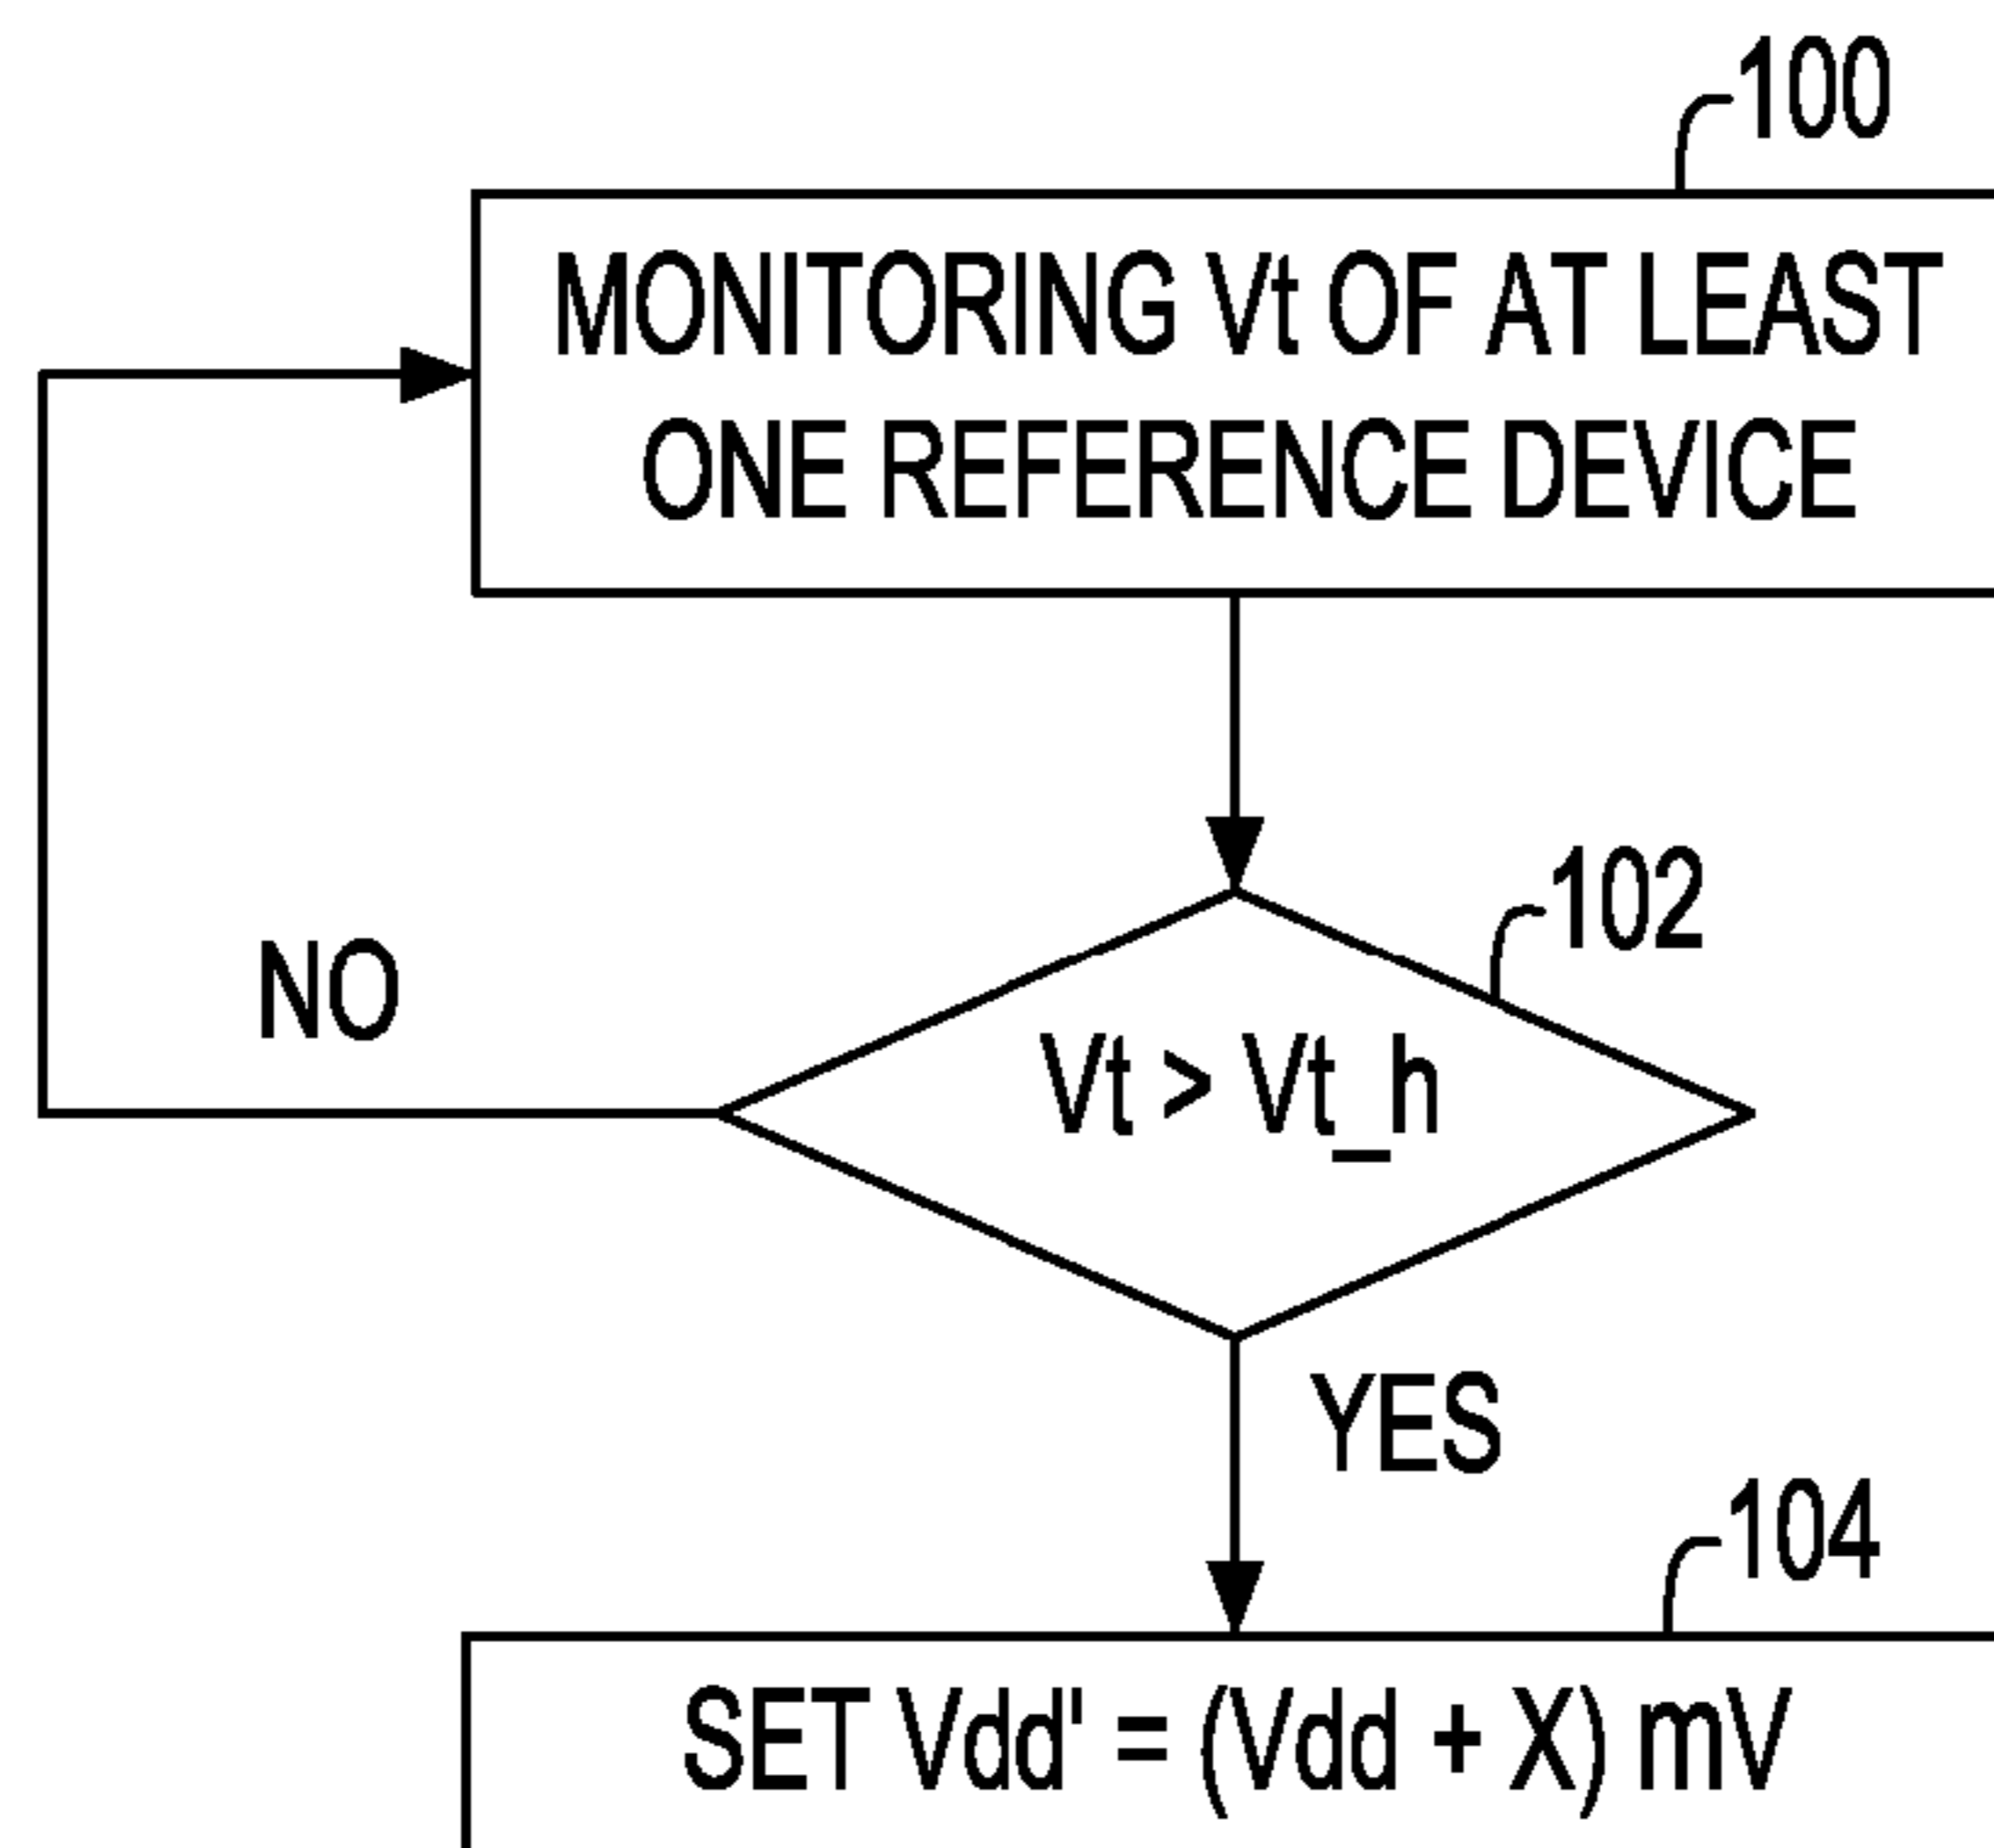 100
MONITORING Vt OF AT LEAST
ONE REFERENCE DEVICE
102
NO
Vt > Vt_h
YES
104
SET Vdd' = (Vdd + X) mV